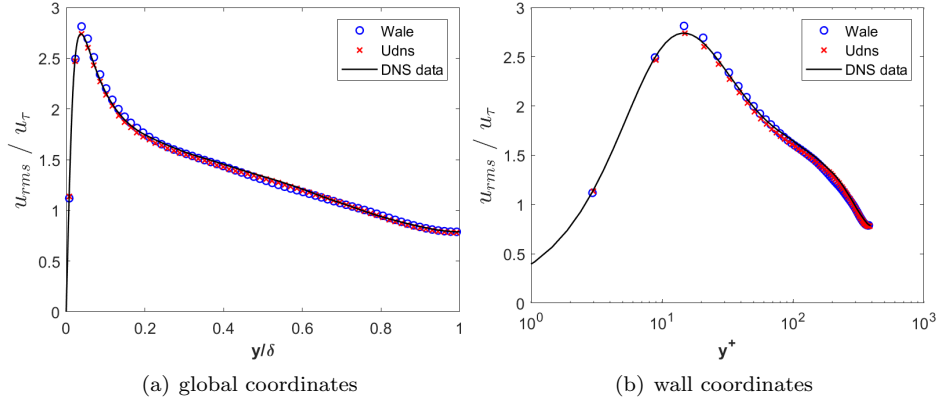 3
2.5
2
1.5
1
0.5
0
0 0.2 0.4 0.6 0.8 1
y/δ
u_rms / u_τ
Wale
Udns
DNS data
(a) global coordinates
3
2.5
2
1.5
1
0.5
0
10^0 10^1 10^2 10^3
y^+
u_rms / u_τ
Wale
Udns
DNS data
(b) wall coordinates